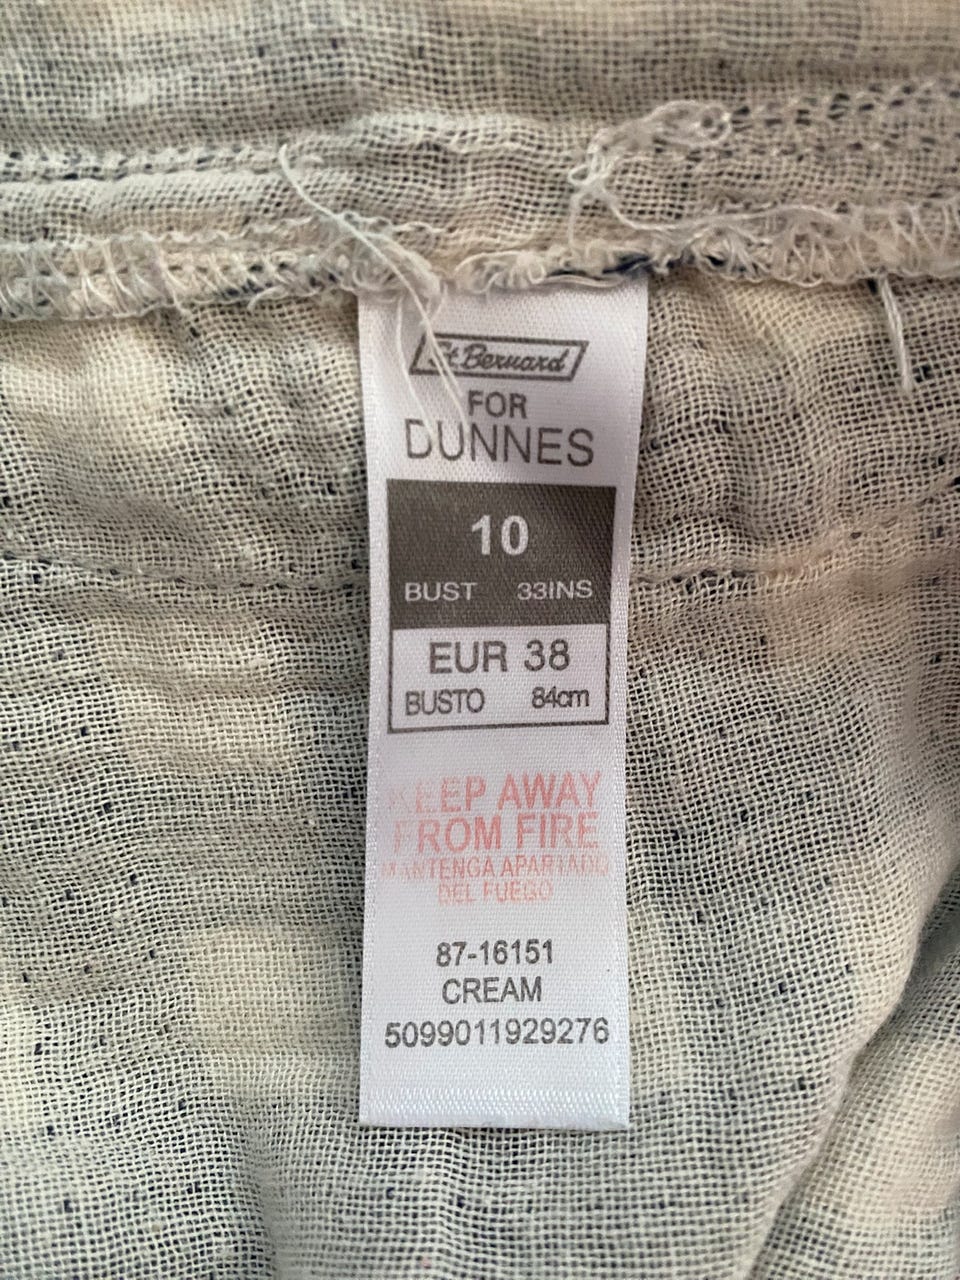 St Bernard
FOR
DUNNES
10
BUST 33INS
EUR 38
BUSTO 84cm
KEEP AWAY
FROM FIRE
MANTENGA APARTADO
DEL FUEGO
87-16151
CREAM
5099011929276